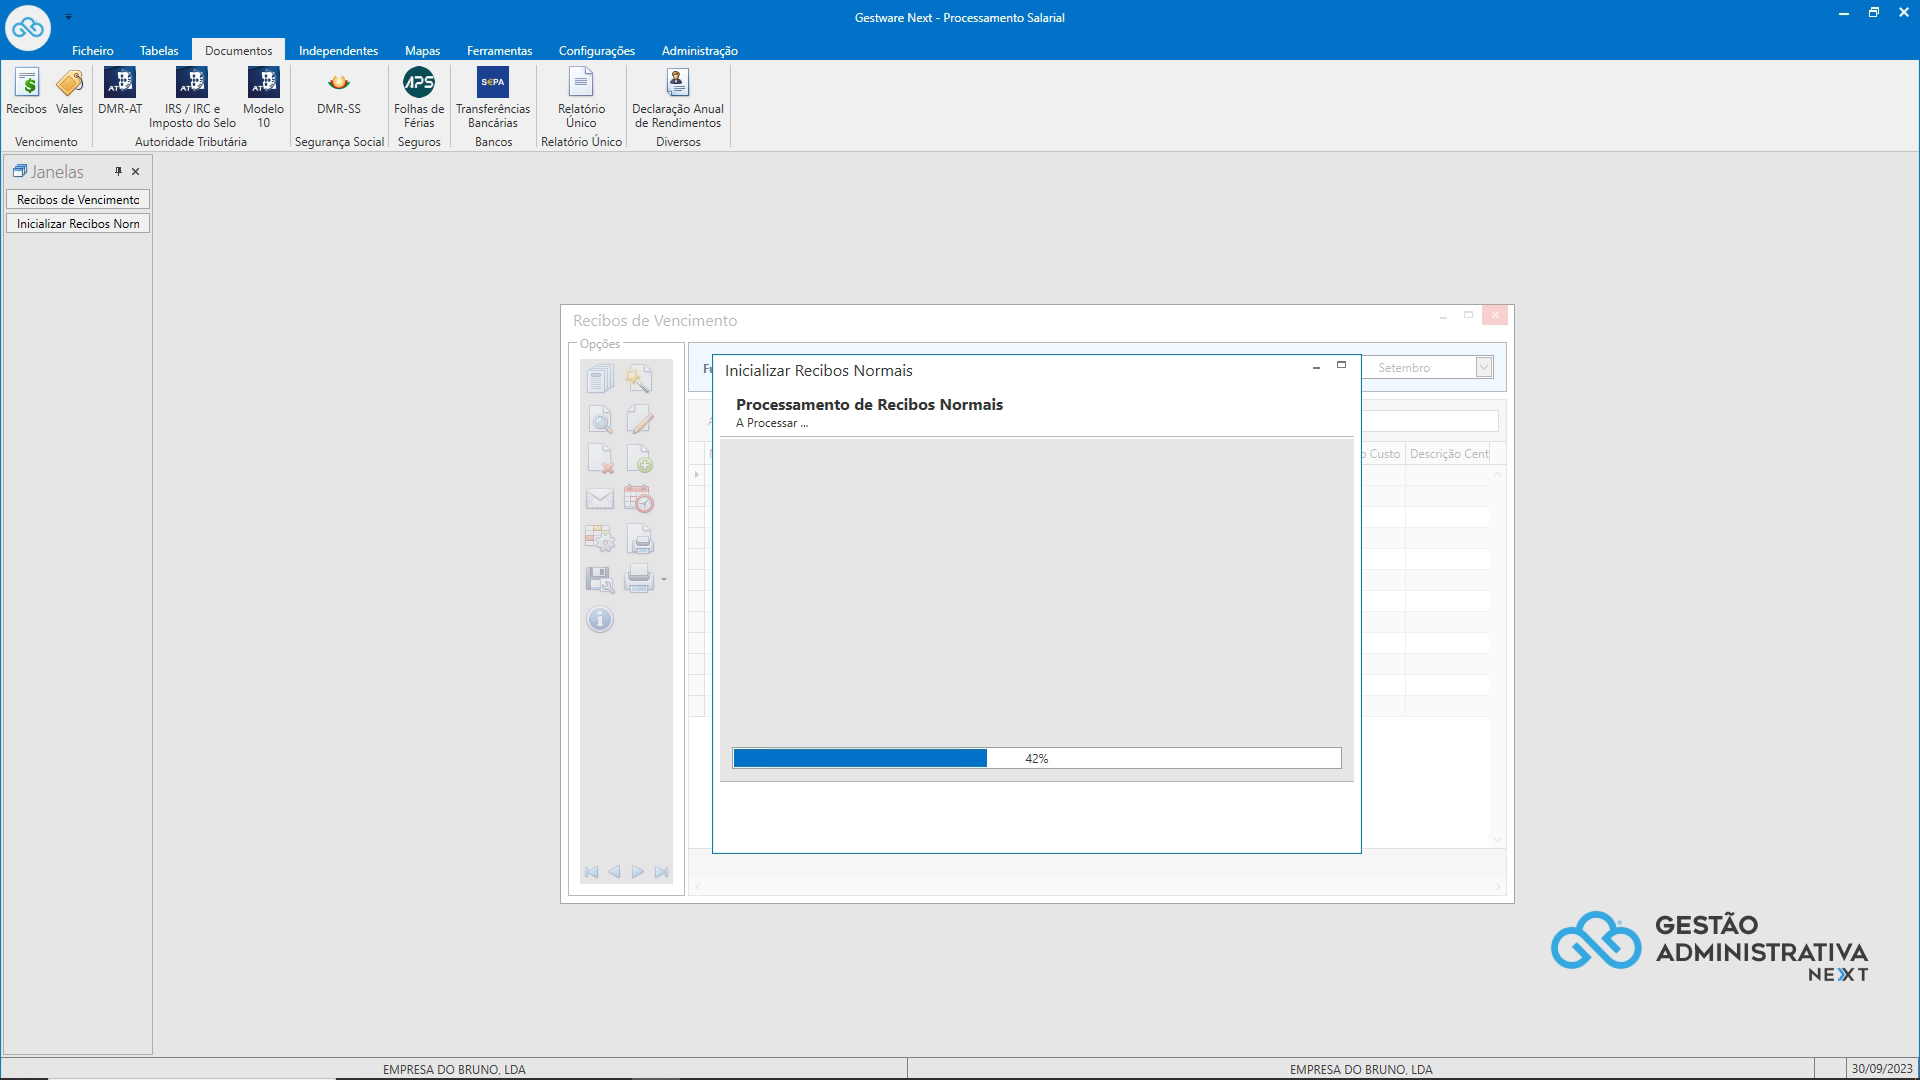 Gestware Next - Processamento Salarial
Ficheiro
Tabelas
Documentos
Independentes
Mapas
Ferramentas
Configurações
Administração
Recibos
Vales
Vencimento
DMR-AT
IRS / IRC e
Imposto do Selo
Modelo
10
Autoridade Tributária
DMR-SS
Segurança Social
APS
Folhas de
Férias
Seguros
S€PA
Transferências
Bancárias
Bancos
Relatório
Único
Relatório Único
Declaração Anual
de Rendimentos
Diversos
Janelas
Recibos de Vencimento
Inicializar Recibos Norm
Recibos de Vencimento
Opções
Setembro
Inicializar Recibos Normais
Processamento de Recibos Normais
A Processar ...
Custo
Descrição Cent
42%
GESTÃO
ADMINISTRATIVA
NEXT
EMPRESA DO BRUNO, LDA
EMPRESA DO BRUNO, LDA
30/09/2023